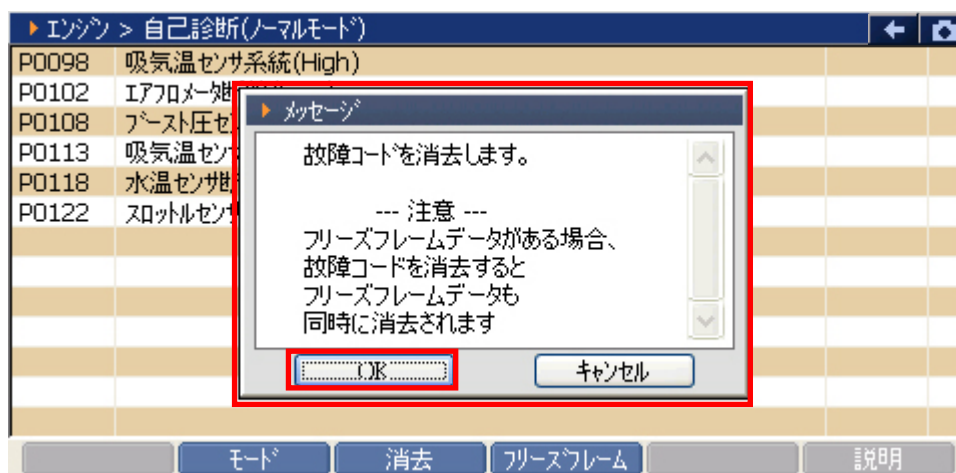 エンジン > 自己診断(ノーマルモード)
P0098 吸気温センサ系統(High)
P0102 エアフロメータ断
P0108 ブースト圧セ
P0113 吸気温センサ
P0118 水温センサ断
P0122 スロットルセンサ
メッセージ
故障コードを消去します。
--- 注意 ---
フリーズフレームデータがある場合、
故障コードを消去すると
フリーズフレームデータも
同時に消去されます
OK キャンセル
モード 消去 フリーズフレーム 説明